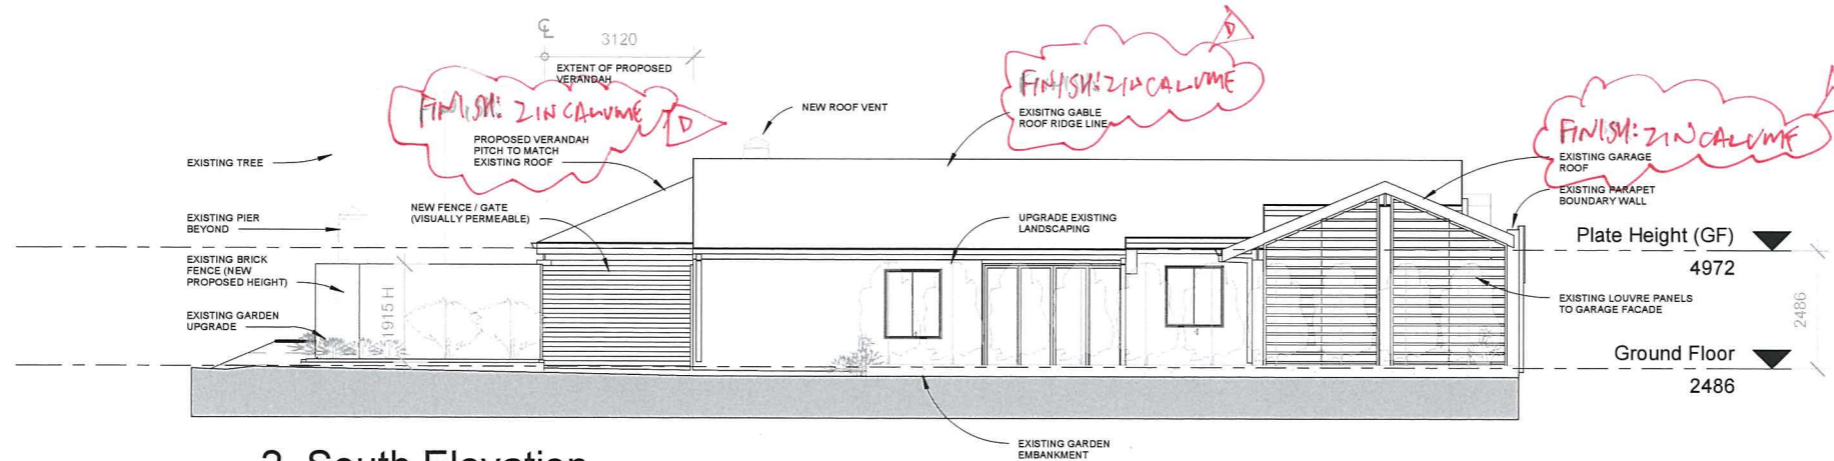 ℄
3120
EXTENT OF PROPOSED
VERANDAH
FINISH: ZINCALUME
D
PROPOSED VERANDAH
PITCH TO MATCH
EXISTING ROOF
NEW ROOF VENT
D
FINISH: ZINCALUME
EXISITNG GABLE
ROOF RIDGE LINE
FINISH: ZINCALUME
EXISTING GARAGE
ROOF
EXISTING PARAPET
BOUNDARY WALL
EXISTING TREE
EXISTING PIER
BEYOND
NEW FENCE / GATE
(VISUALLY PERMEABLE)
UPGRADE EXISTING
LANDSCAPING
EXISTING BRICK
FENCE (NEW
PROPOSED HEIGHT)
EXISTING GARDEN
UPGRADE
1915 H
Plate Height (GF)
4972
EXISTING LOUVRE PANELS
TO GARAGE FACADE
2486
Ground Floor
2486
EXISTING GARDEN
EMBANKMENT
2 South Elevation